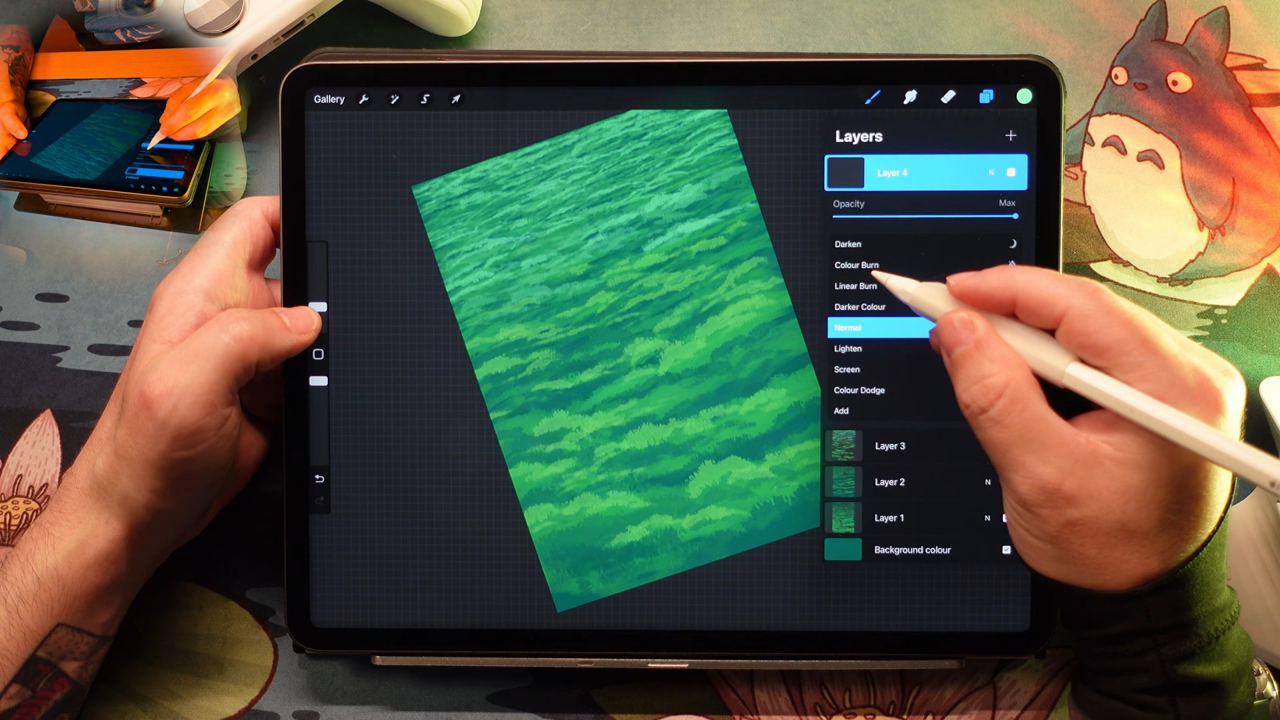 Gallery
Layers
Layer 4 N
Opacity Max
Darken
Colour Burn
Linear Burn
Darker Colour
Normal
Lighten
Screen
Colour Dodge
Add
Layer 3
Layer 2 N
Layer 1 N
Background colour